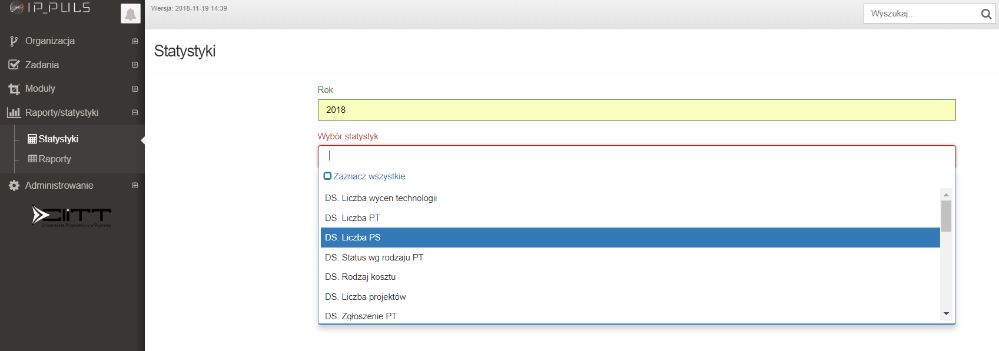 IP_PULS
Wersja: 2018-11-19 14:39
Wyszukaj...
Organizacja
Zadania
Moduły
Raporty/statystyki
Statystyki
Raporty
Administrowanie
CIiTT
Uniwersytet Przyrodniczy w Poznaniu
Statystyki
Rok
2018
Wybór statystyk
Zaznacz wszystkie
DS. Liczba wycen technologii
DS. Liczba PT
DS. Liczba PS
DS. Status wg rodzaju PT
DS. Rodzaj kosztu
DS. Liczba projektów
DS. Zgłoszenie PT